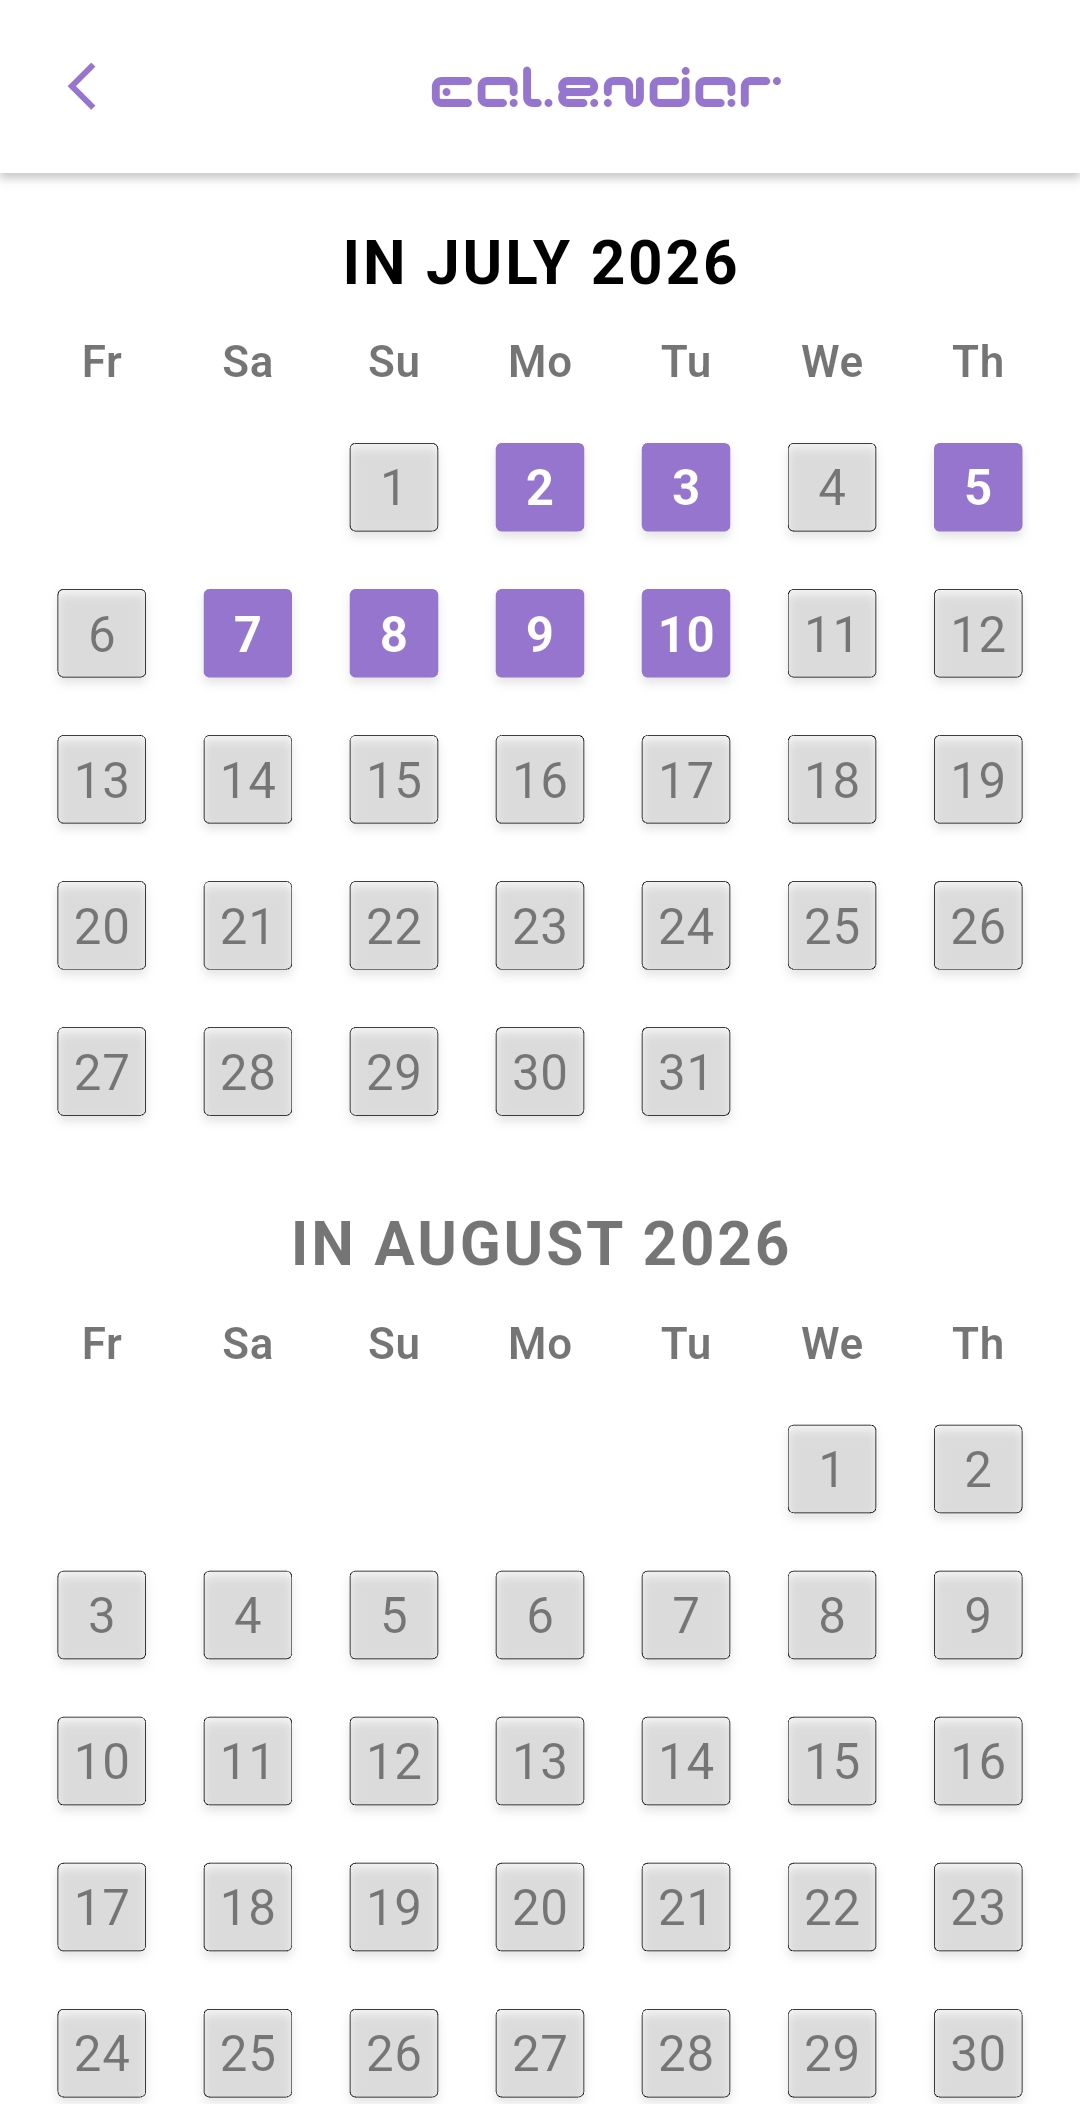 calendar
IN JULY 2026
Fr Sa Su Mo Tu We Th
1 2 3 4 5
6 7 8 9 10 11 12
13 14 15 16 17 18 19
20 21 22 23 24 25 26
27 28 29 30 31
IN AUGUST 2026
Fr Sa Su Mo Tu We Th
1 2
3 4 5 6 7 8 9
10 11 12 13 14 15 16
17 18 19 20 21 22 23
24 25 26 27 28 29 30